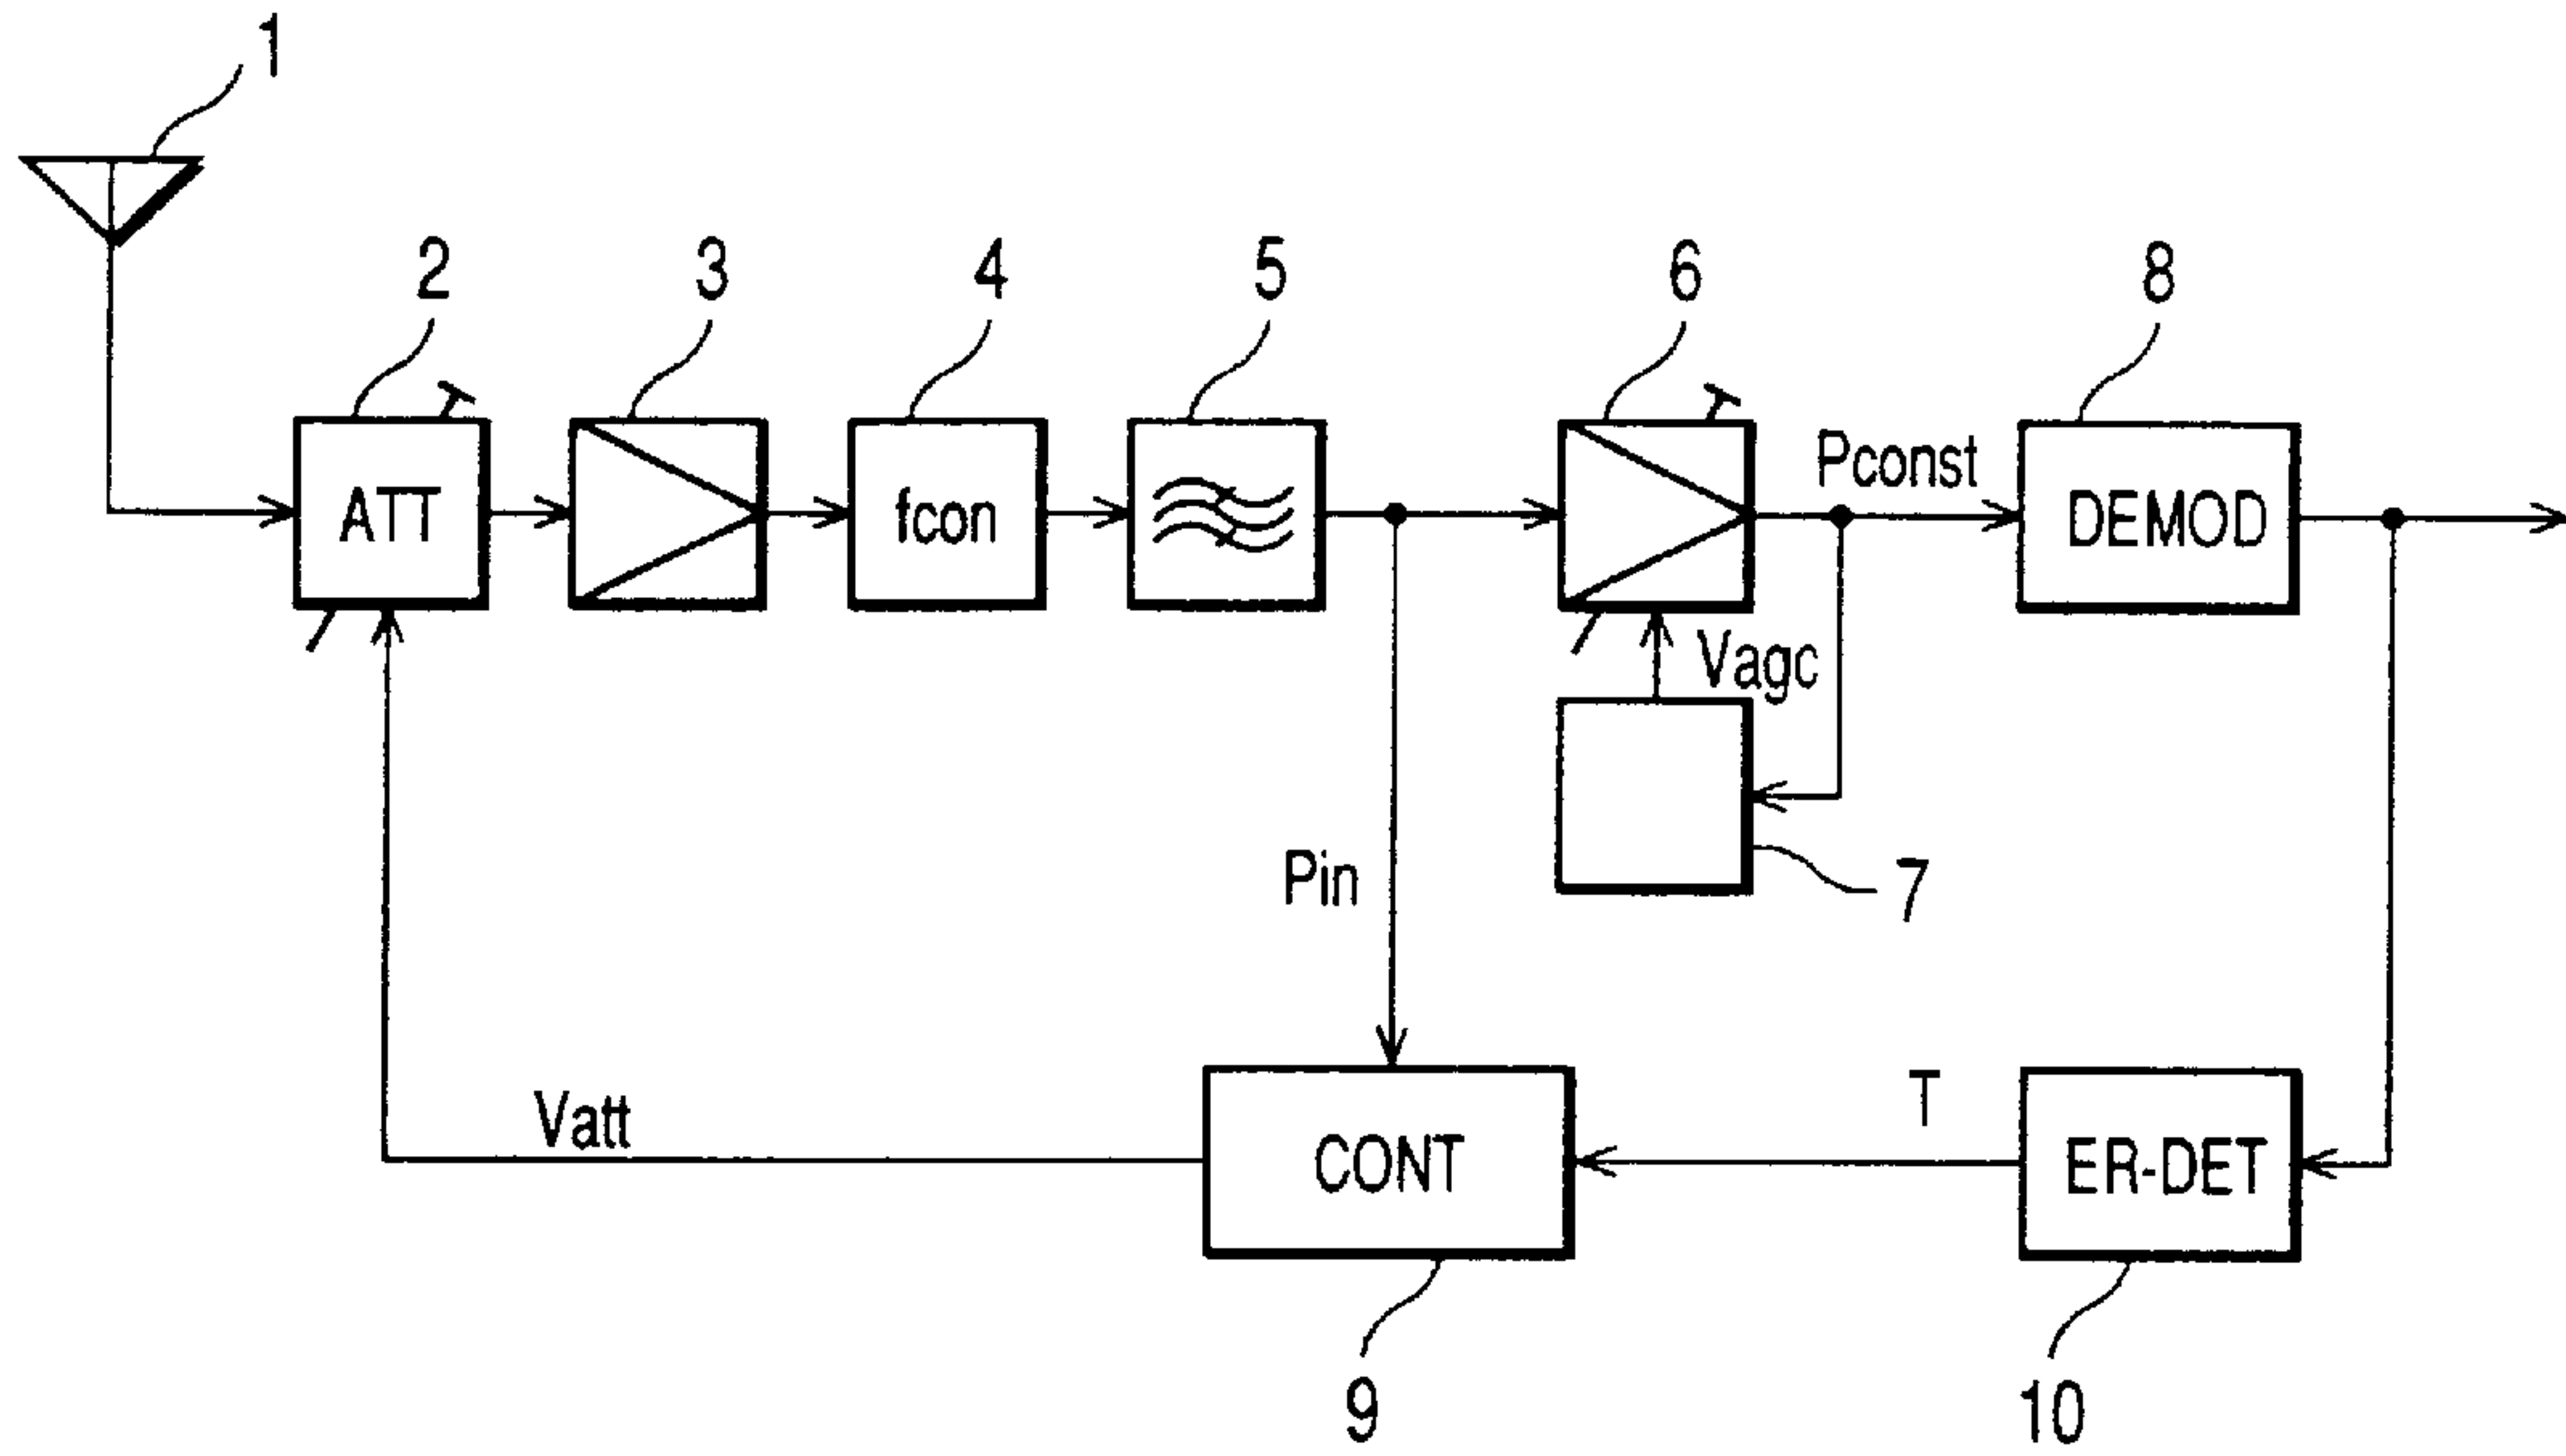 1
2
3
4
5
6
8
ATT
fcon
Pconst
DEMOD
Vagc
7
Pin
Vatt
CONT
T
ER-DET
9
10